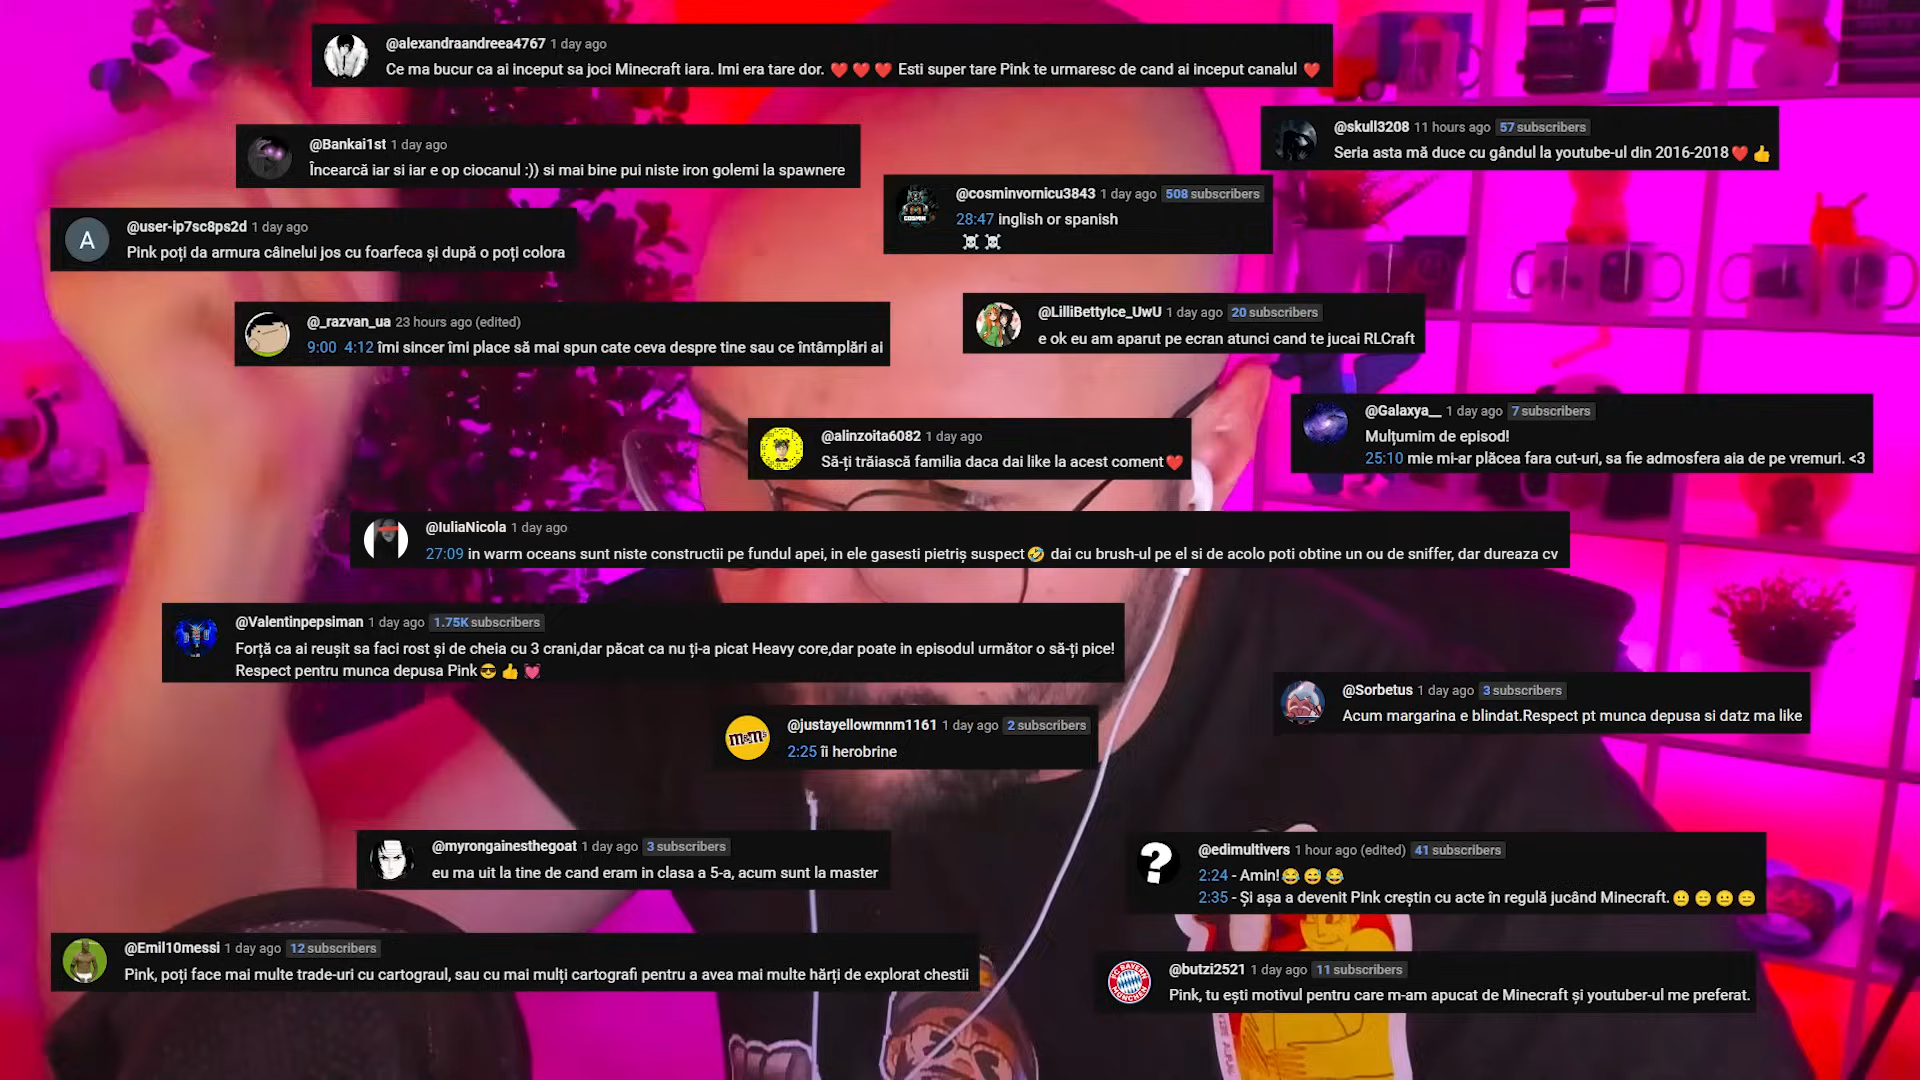 @alexandraandreea4767 1 day ago
Ce ma bucur ca ai inceput sa joci Minecraft iara. Imi era tare dor. ❤️❤️❤️ Esti super tare Pink te urmaresc de cand ai inceput canalul ❤️
@skull3208 11 hours ago 57 subscribers
Seria asta mă duce cu gândul la youtube-ul din 2016-2018❤️👍
@Bankai1st 1 day ago
Încearcă iar si iar e op ciocanul :)) si mai bine pui niste iron golemi la spawnere
@cosminvornicu3843 1 day ago 508 subscribers
28:47 inglish or spanish
☠️☠️
@user-ip7sc8ps2d 1 day ago
A
Pink poți da armura câinelui jos cu foarfeca și după o poți colora
@_razvan_ua 23 hours ago (edited)
9:00 4:12 îmi sincer îmi place să mai spun cate ceva despre tine sau ce întâmplări ai
@LilliBettyIce_UwU 1 day ago 20 subscribers
e ok eu am aparut pe ecran atunci cand te jucai RLCraft
@Galaxya__ 1 day ago 7 subscribers
Mulțumim de episod!
25:10 mie mi-ar plăcea fara cut-uri, sa fie admosfera aia de pe vremuri. <3
@alinzoita6082 1 day ago
Să-ți trăiască familia daca dai like la acest coment❤️
@IuliaNicola 1 day ago
27:09 in warm oceans sunt niste constructii pe fundul apei, in ele gasesti pietriș suspect🤣 dai cu brush-ul pe el si de acolo poti obtine un ou de sniffer, dar dureaza cv
@Valentinpepsiman 1 day ago 1.75K subscribers
Forță ca ai reușit sa faci rost și de cheia cu 3 crani,dar păcat ca nu ți-a picat Heavy core,dar poate in episodul următor o să-ți pice!
Respect pentru munca depusa Pink😎👍💓
@Sorbetus 1 day ago 3 subscribers
Acum margarina e blindat.Respect pt munca depusa si datz ma like
@justayellowmnm1161 1 day ago 2 subscribers
m&m's
2:25 îi herobrine
@myrongainesthegoat 1 day ago 3 subscribers
eu ma uit la tine de cand eram in clasa a 5-a, acum sunt la master
@edimultivers 1 hour ago (edited) 41 subscribers
?
2:24 - Amin!😂😅😂
2:35 - Și așa a devenit Pink creștin cu acte în regulă jucând Minecraft.😐😑😐😑
@Emil10messi 1 day ago 12 subscribers
Pink, poți face mai multe trade-uri cu cartograul, sau cu mai mulți cartografi pentru a avea mai multe hărți de explorat chestii
@butzi2521 1 day ago 11 subscribers
FC BAYERN MÜNCHEN
Pink, tu ești motivul pentru care m-am apucat de Minecraft și youtuber-ul me preferat.